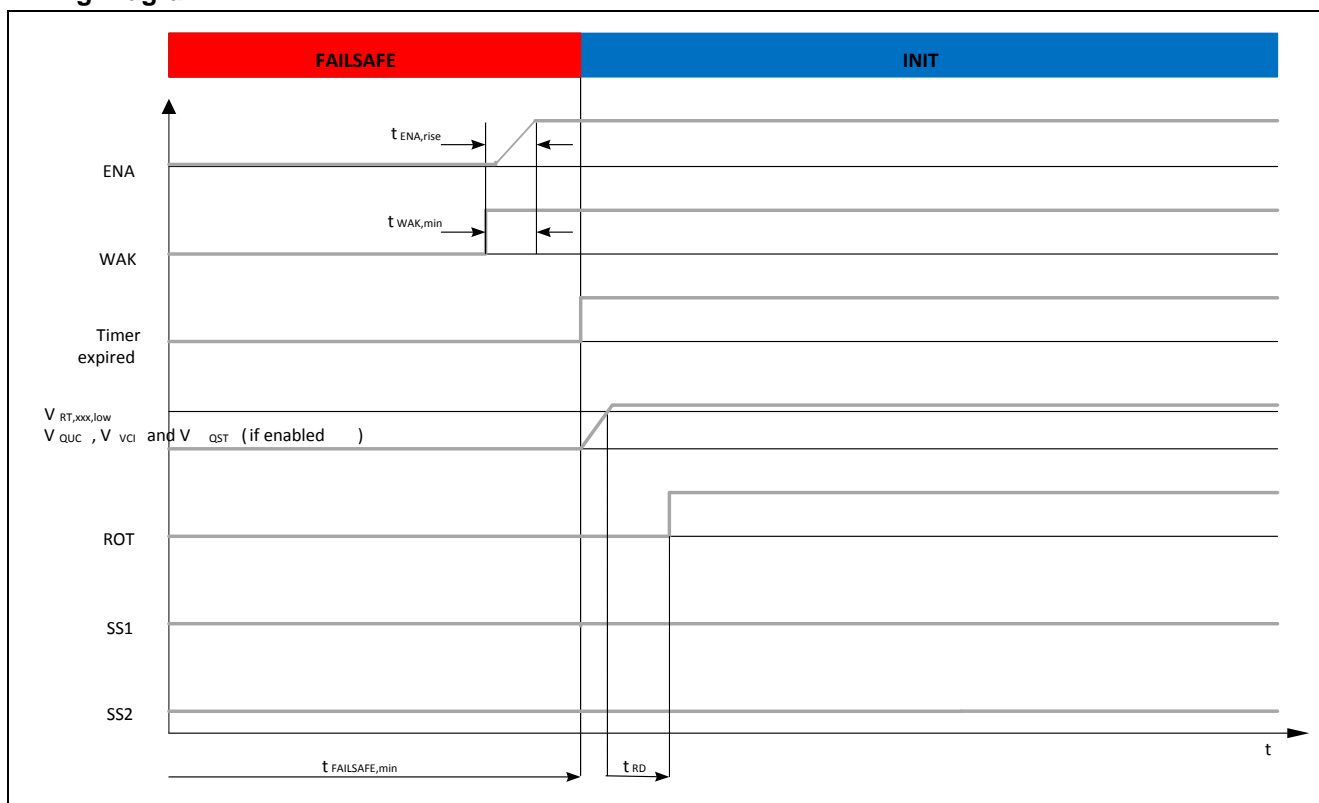 FAILSAFE INIT
t ENA,rise
ENA
t WAK,min
WAK
Timer
expired
V RT,xxx,low
V QUC , V VCI and V QST ( if enabled )
ROT
SS1
SS2
t
t FAILSAFE,min t RD